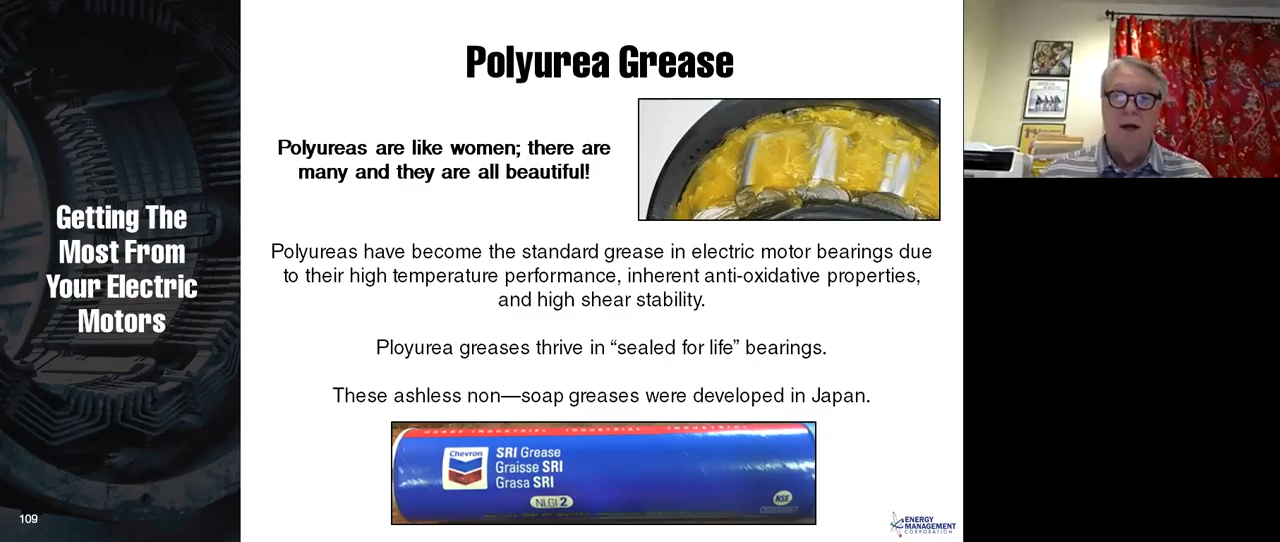 Polyurea Grease
Polyureas are like women; there are
many and they are all beautiful!
Getting The
Most From
Your Electric
Motors
Polyureas have become the standard grease in electric motor bearings due
to their high temperature performance, inherent anti-oxidative properties,
and high shear stability.
Ployurea greases thrive in “sealed for life” bearings.
These ashless non—soap greases were developed in Japan.
INDUSTRIAL INDUSTRIAL
Chevron
SRI Grease
Graisse SRI
Grasa SRI
NLGI 2
NSF
109
ENERGY
MANAGEMENT
CORPORATION